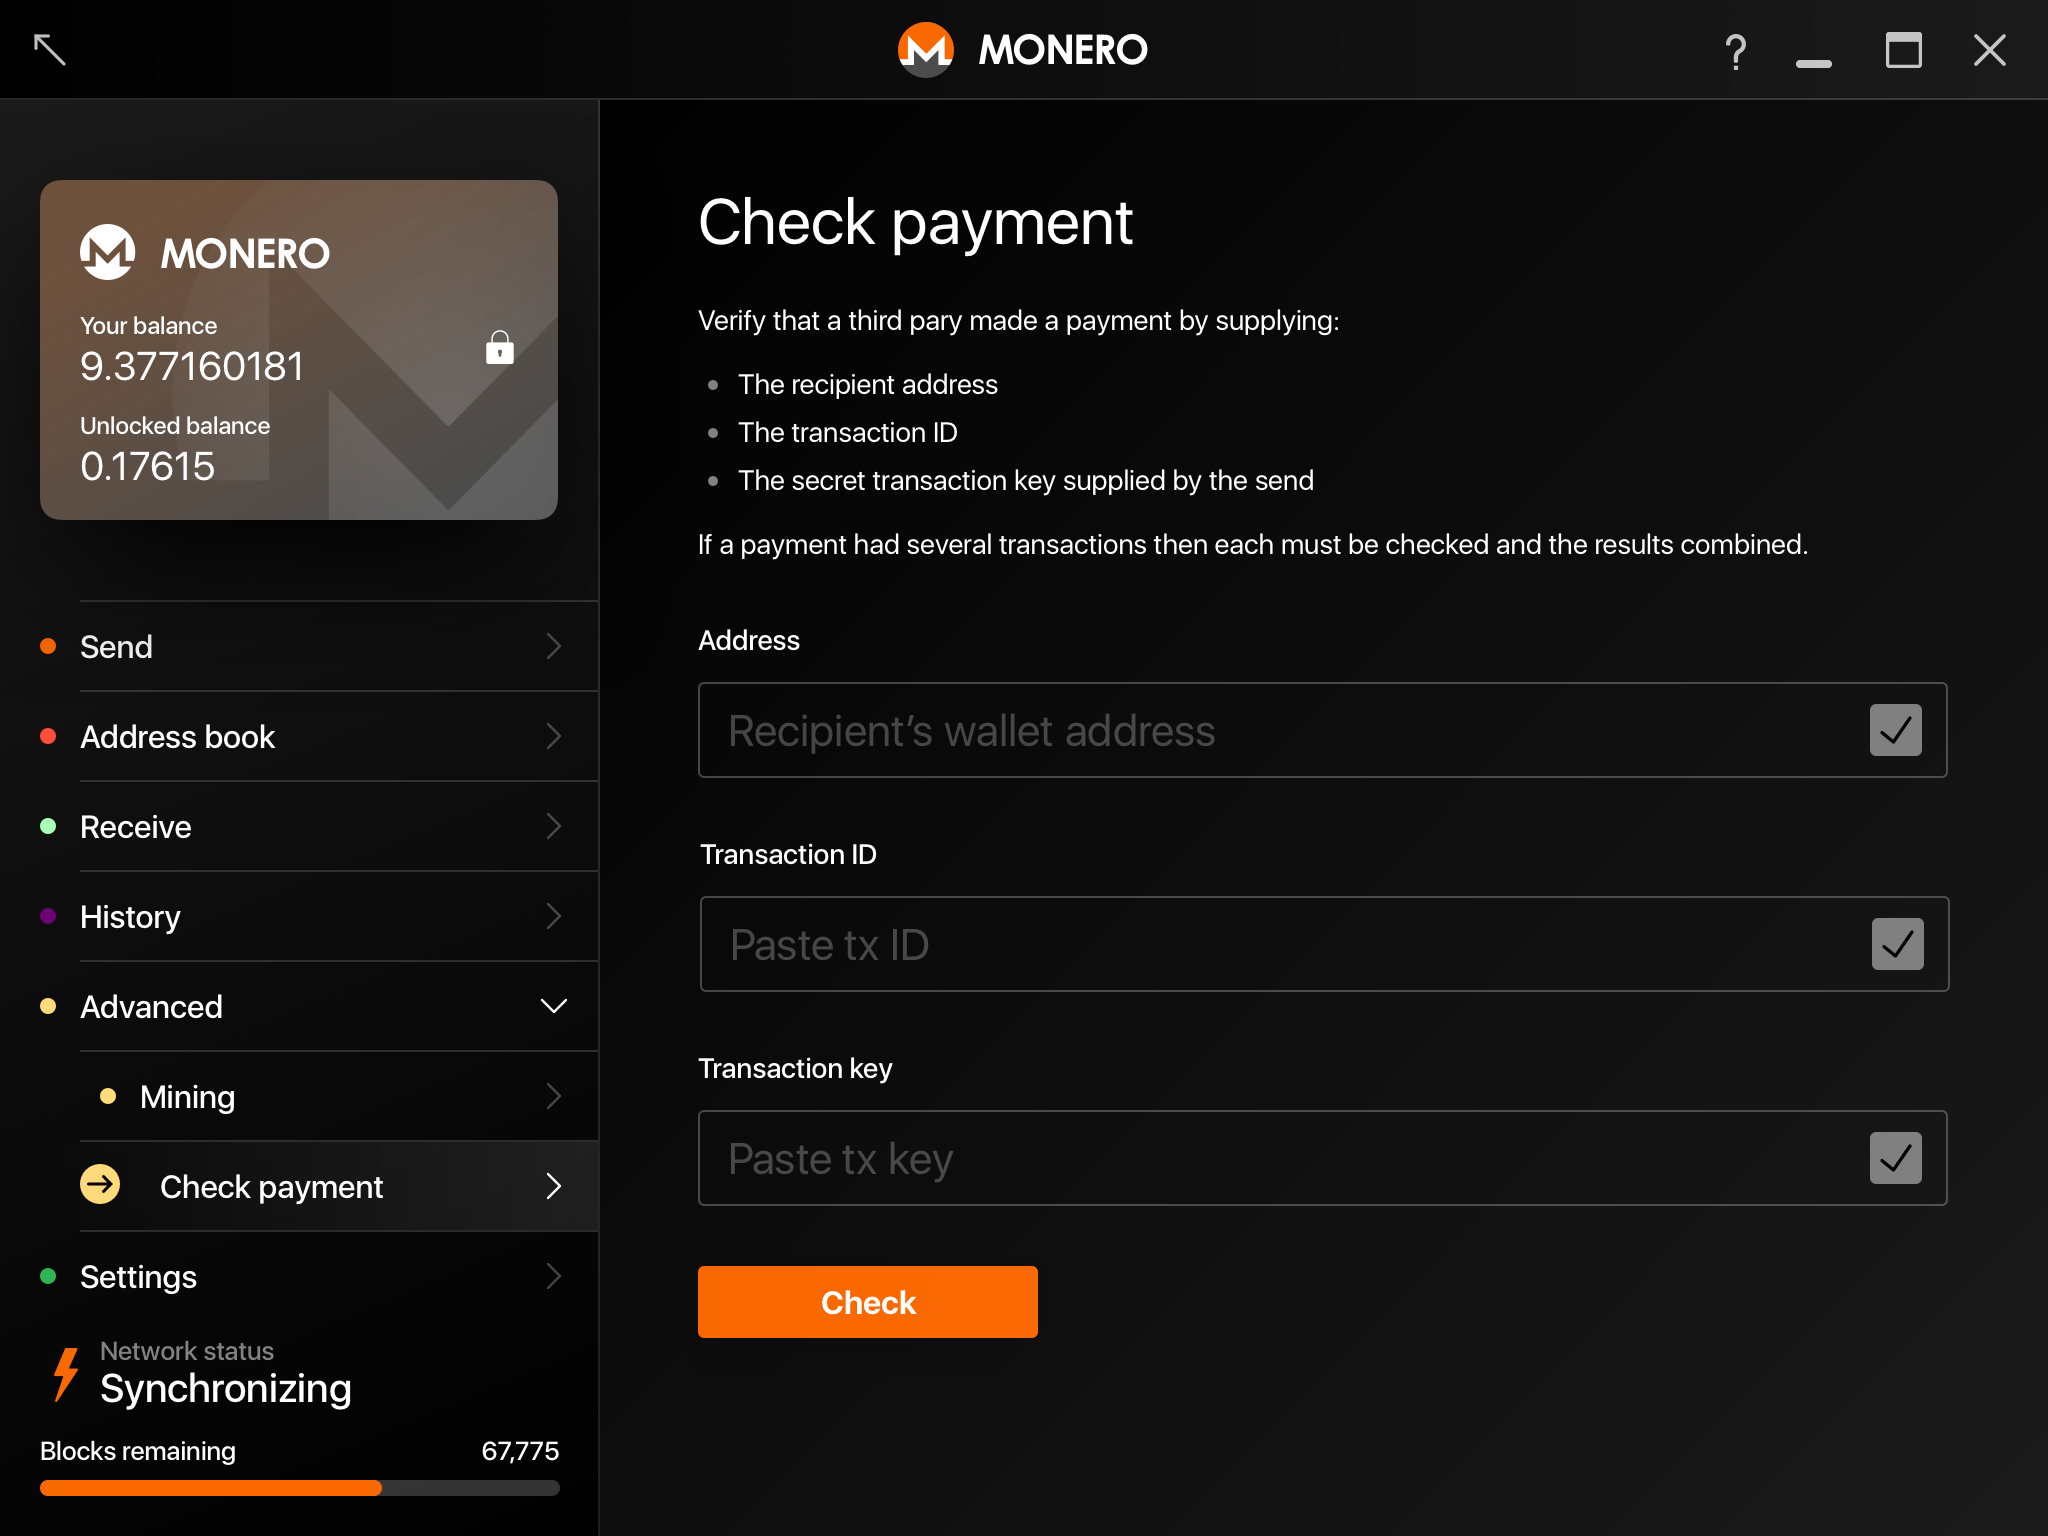 MONERO
?
MONERO
Your balance
9.377160181
Unlocked balance
0.17615
Send
Address book
Receive
History
Advanced
Mining
Check payment
Settings
Network status
Synchronizing
Blocks remaining 67,775
Check payment
Verify that a third pary made a payment by supplying:
• The recipient address
• The transaction ID
• The secret transaction key supplied by the send
If a payment had several transactions then each must be checked and the results combined.
Address
Recipient’s wallet address
Transaction ID
Paste tx ID
Transaction key
Paste tx key
Check